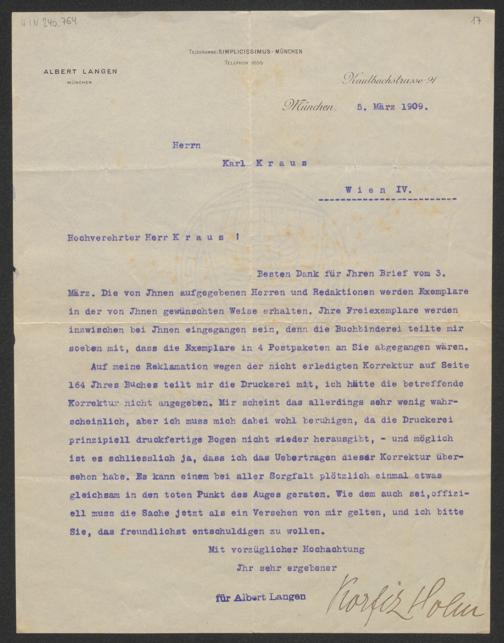 H I N 240.764
17
TELEGRAMME: SIMPLICISSIMUS-MÜNCHEN
TELEPHON 1655
ALBERT LANGEN
MÜNCHEN
Kaulbachstrasse 91
München, 5. März 1909.
Herrn
Karl K r a u s
W i e n IV.
Hochverehrter Herr K r a u s !
Besten Dank für Jhren Brief vom 3.
März. Die von Jhnen aufgegebenen Herren und Redaktionen werden Exemplare
in der von Jhnen gewünschten Weise erhalten. Jhre Freiexemplare werden
inzwischen bei Jhnen eingegangen sein, denn die Buchbinderei teilte mir
soeben mit, dass die Exemplare in 4 Postpaketen an Sie abgegangen wären.
Auf meine Reklamation wegen der nicht erledigten Korrektur auf Seite
164 Jhres Buches teilt mir die Druckerei mit, ich hätte die betreffende
Korrektur nicht angegeben. Mir scheint das allerdings sehr wenig wahr-
scheinlich, aber ich muss mich dabei wohl beruhigen, da die Druckerei
prinzipiell druckfertige Bogen nicht wieder herausgibt, - und möglich
ist es schliesslich ja, dass ich das Uebertragen dieser Korrektur über-
sehen habe. Es kann einem bei aller Sorgfalt plötzlich einmal etwas
gleichsam in den toten Punkt des Auges geraten. Wie dem auch sei, offizi-
ell muss die Sache jetzt als ein Versehen von mir gelten, und ich bitte
Sie, das freundlichst entschuldigen zu wollen.
Mit vorzüglicher Hochachtung
Jhr sehr ergebener
für Albert Langen
Korfiz Holm